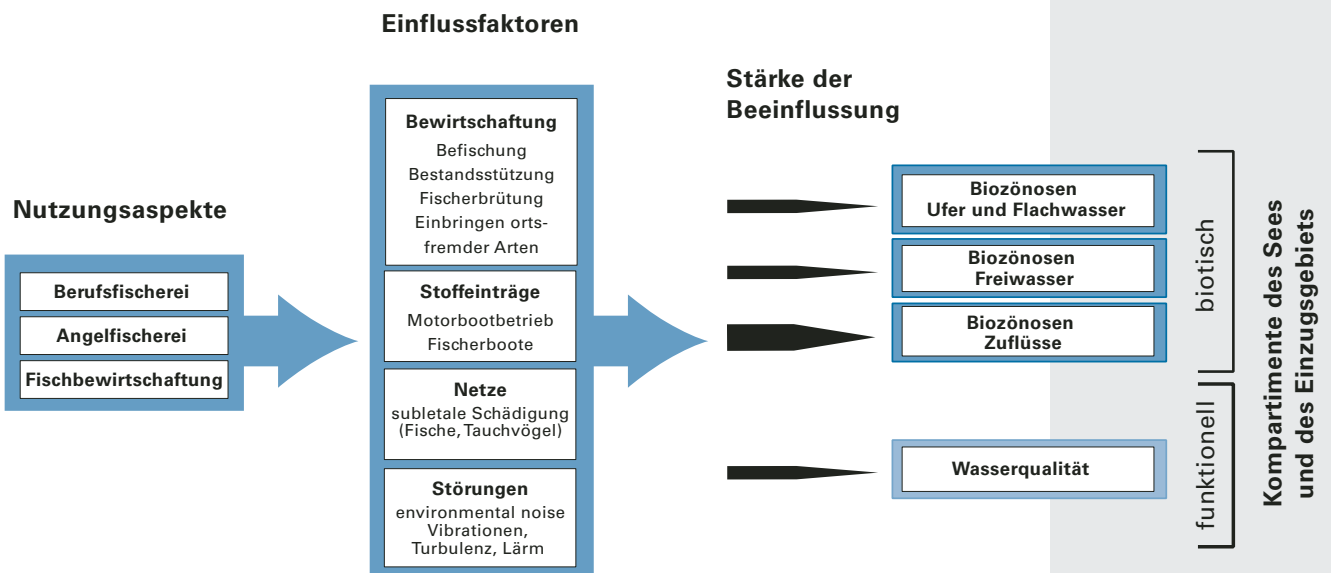 Einflussfaktoren
Stärke der
Beeinflussung
Nutzungsaspekte
Berufsfischerei
Angelfischerei
Fischbewirtschaftung
Bewirtschaftung
Befischung
Bestandsstützung
Fischerbrütung
Einbringen orts-
fremder Arten
Stoffeinträge
Motorbootbetrieb
Fischerboote
Netze
subletale Schädigung
(Fische, Tauchvögel)
Störungen
environmental noise
Vibrationen,
Turbulenz, Lärm
Biozönosen
Ufer und Flachwasser
Biozönosen
Freiwasser
Biozönosen
Zuflüsse
Wasserqualität
biotisch
funktionell
Kompartimente des Sees
und des Einzugsgebiets